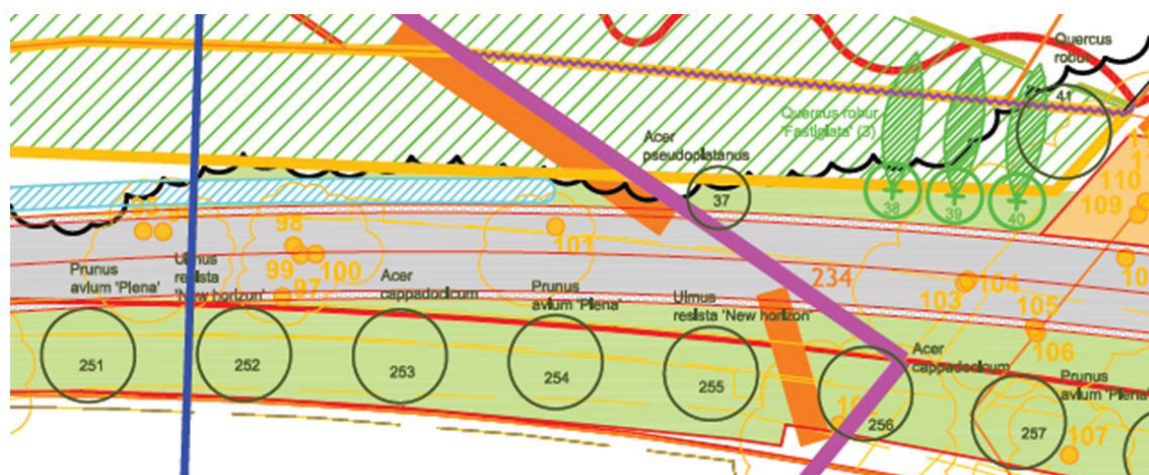 Quercus
robur
41
Quercus robur
'Fastigiata' (3)
Acer
pseudoplatanus
37
38
39
40
110
109
98
99
100
97
101
234
104
103
105
106
107
Prunus
avium 'Plena'
Ulmus
resista
'New horizon'
Acer
cappadocicum
Prunus
avium 'Plena'
Ulmus
resista 'New horizon'
Acer
cappadocicum
Prunus
avium 'Plena'
251
252
253
254
255
256
257